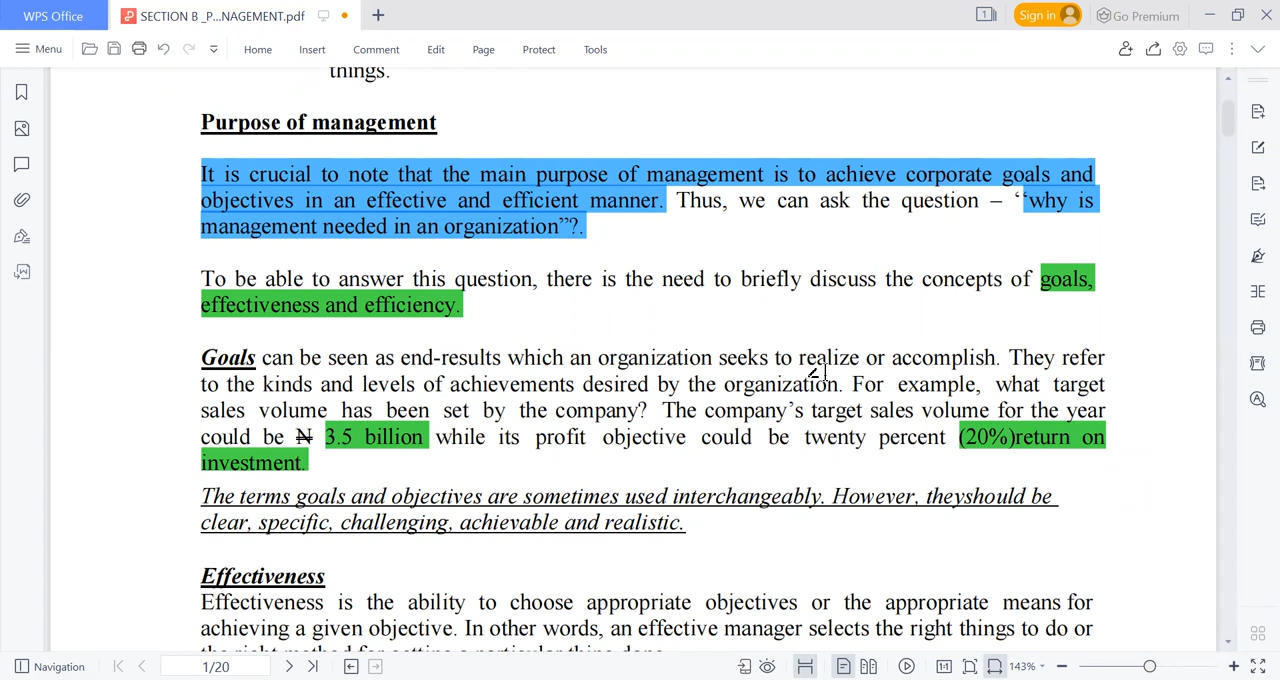 WPS Office
SECTION B _P...NAGEMENT.pdf
Sign in
Go Premium
Menu
Home
Insert
Comment
Edit
Page
Protect
Tools
things.
Purpose of management
It is crucial to note that the main purpose of management is to achieve corporate goals and
objectives in an effective and efficient manner. Thus, we can ask the question – ‘‘why is
management needed in an organization”?.
To be able to answer this question, there is the need to briefly discuss the concepts of goals,
effectiveness and efficiency.
Goals can be seen as end-results which an organization seeks to realize or accomplish. They refer
to the kinds and levels of achievements desired by the organization. For example, what target
sales volume has been set by the company? The company’s target sales volume for the year
could be N 3.5 billion while its profit objective could be twenty percent (20%)return on
investment.
The terms goals and objectives are sometimes used interchangeably. However, theyshould be
clear, specific, challenging, achievable and realistic.
Effectiveness
Effectiveness is the ability to choose appropriate objectives or the appropriate means for
achieving a given objective. In other words, an effective manager selects the right things to do or
the right method for getting a particular thing done.
Navigation
1/20
1:1
143%